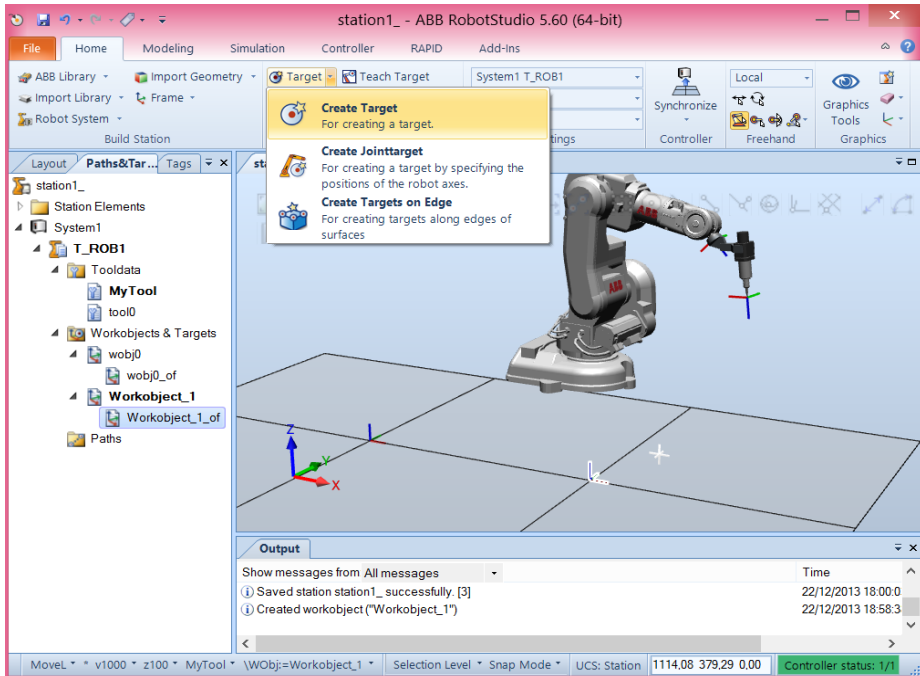 station1_ - ABB RobotStudio 5.60 (64-bit)
File Home Modeling Simulation Controller RAPID Add-Ins
ABB Library Import Geometry Target Teach Target System1 T_ROB1 Local
Import Library Frame Synchronize Graphics
Robot System Tools
Build Station tings Controller Freehand Graphics
Create Target
For creating a target.
Create Jointtarget
For creating a target by specifying the
positions of the robot axes.
Create Targets on Edge
For creating targets along edges of
surfaces
Layout Paths&Tar... Tags sta
station1_
Station Elements
System1
T_ROB1
Tooldata
MyTool
tool0
Workobjects & Targets
wobj0
wobj0_of
Workobject_1
Workobject_1_of
Paths
ABB
ABB
Z
Y
X
Output
Show messages from All messages Time
Saved station station1_ successfully. [3] 22/12/2013 18:00:0
Created workobject ("Workobject_1") 22/12/2013 18:58:3
MoveL * v1000 z100 MyTool \WObj:=Workobject_1 Selection Level Snap Mode UCS: Station 1114,08 379,29 0,00 Controller status: 1/1